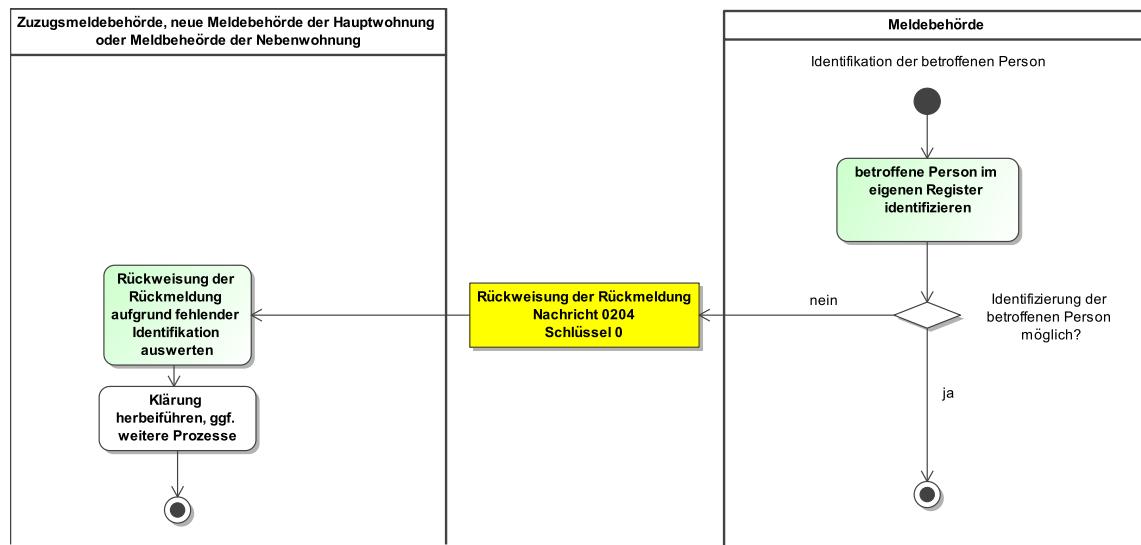 Zuzugsmeldebehörde, neue Meldebehörde der Hauptwohnung
oder Meldbeheörde der Nebenwohnung
Meldebehörde
Identifikation der betroffenen Person
betroffene Person im
eigenen Register
identifizieren
Rückweisung der
Rückmeldung
aufgrund fehlender
Identifikation
auswerten
Rückweisung der Rückmeldung
Nachricht 0204
Schlüssel 0
nein
Identifizierung der
betroffenen Person
möglich?
ja
Klärung
herbeiführen, ggf.
weitere Prozesse